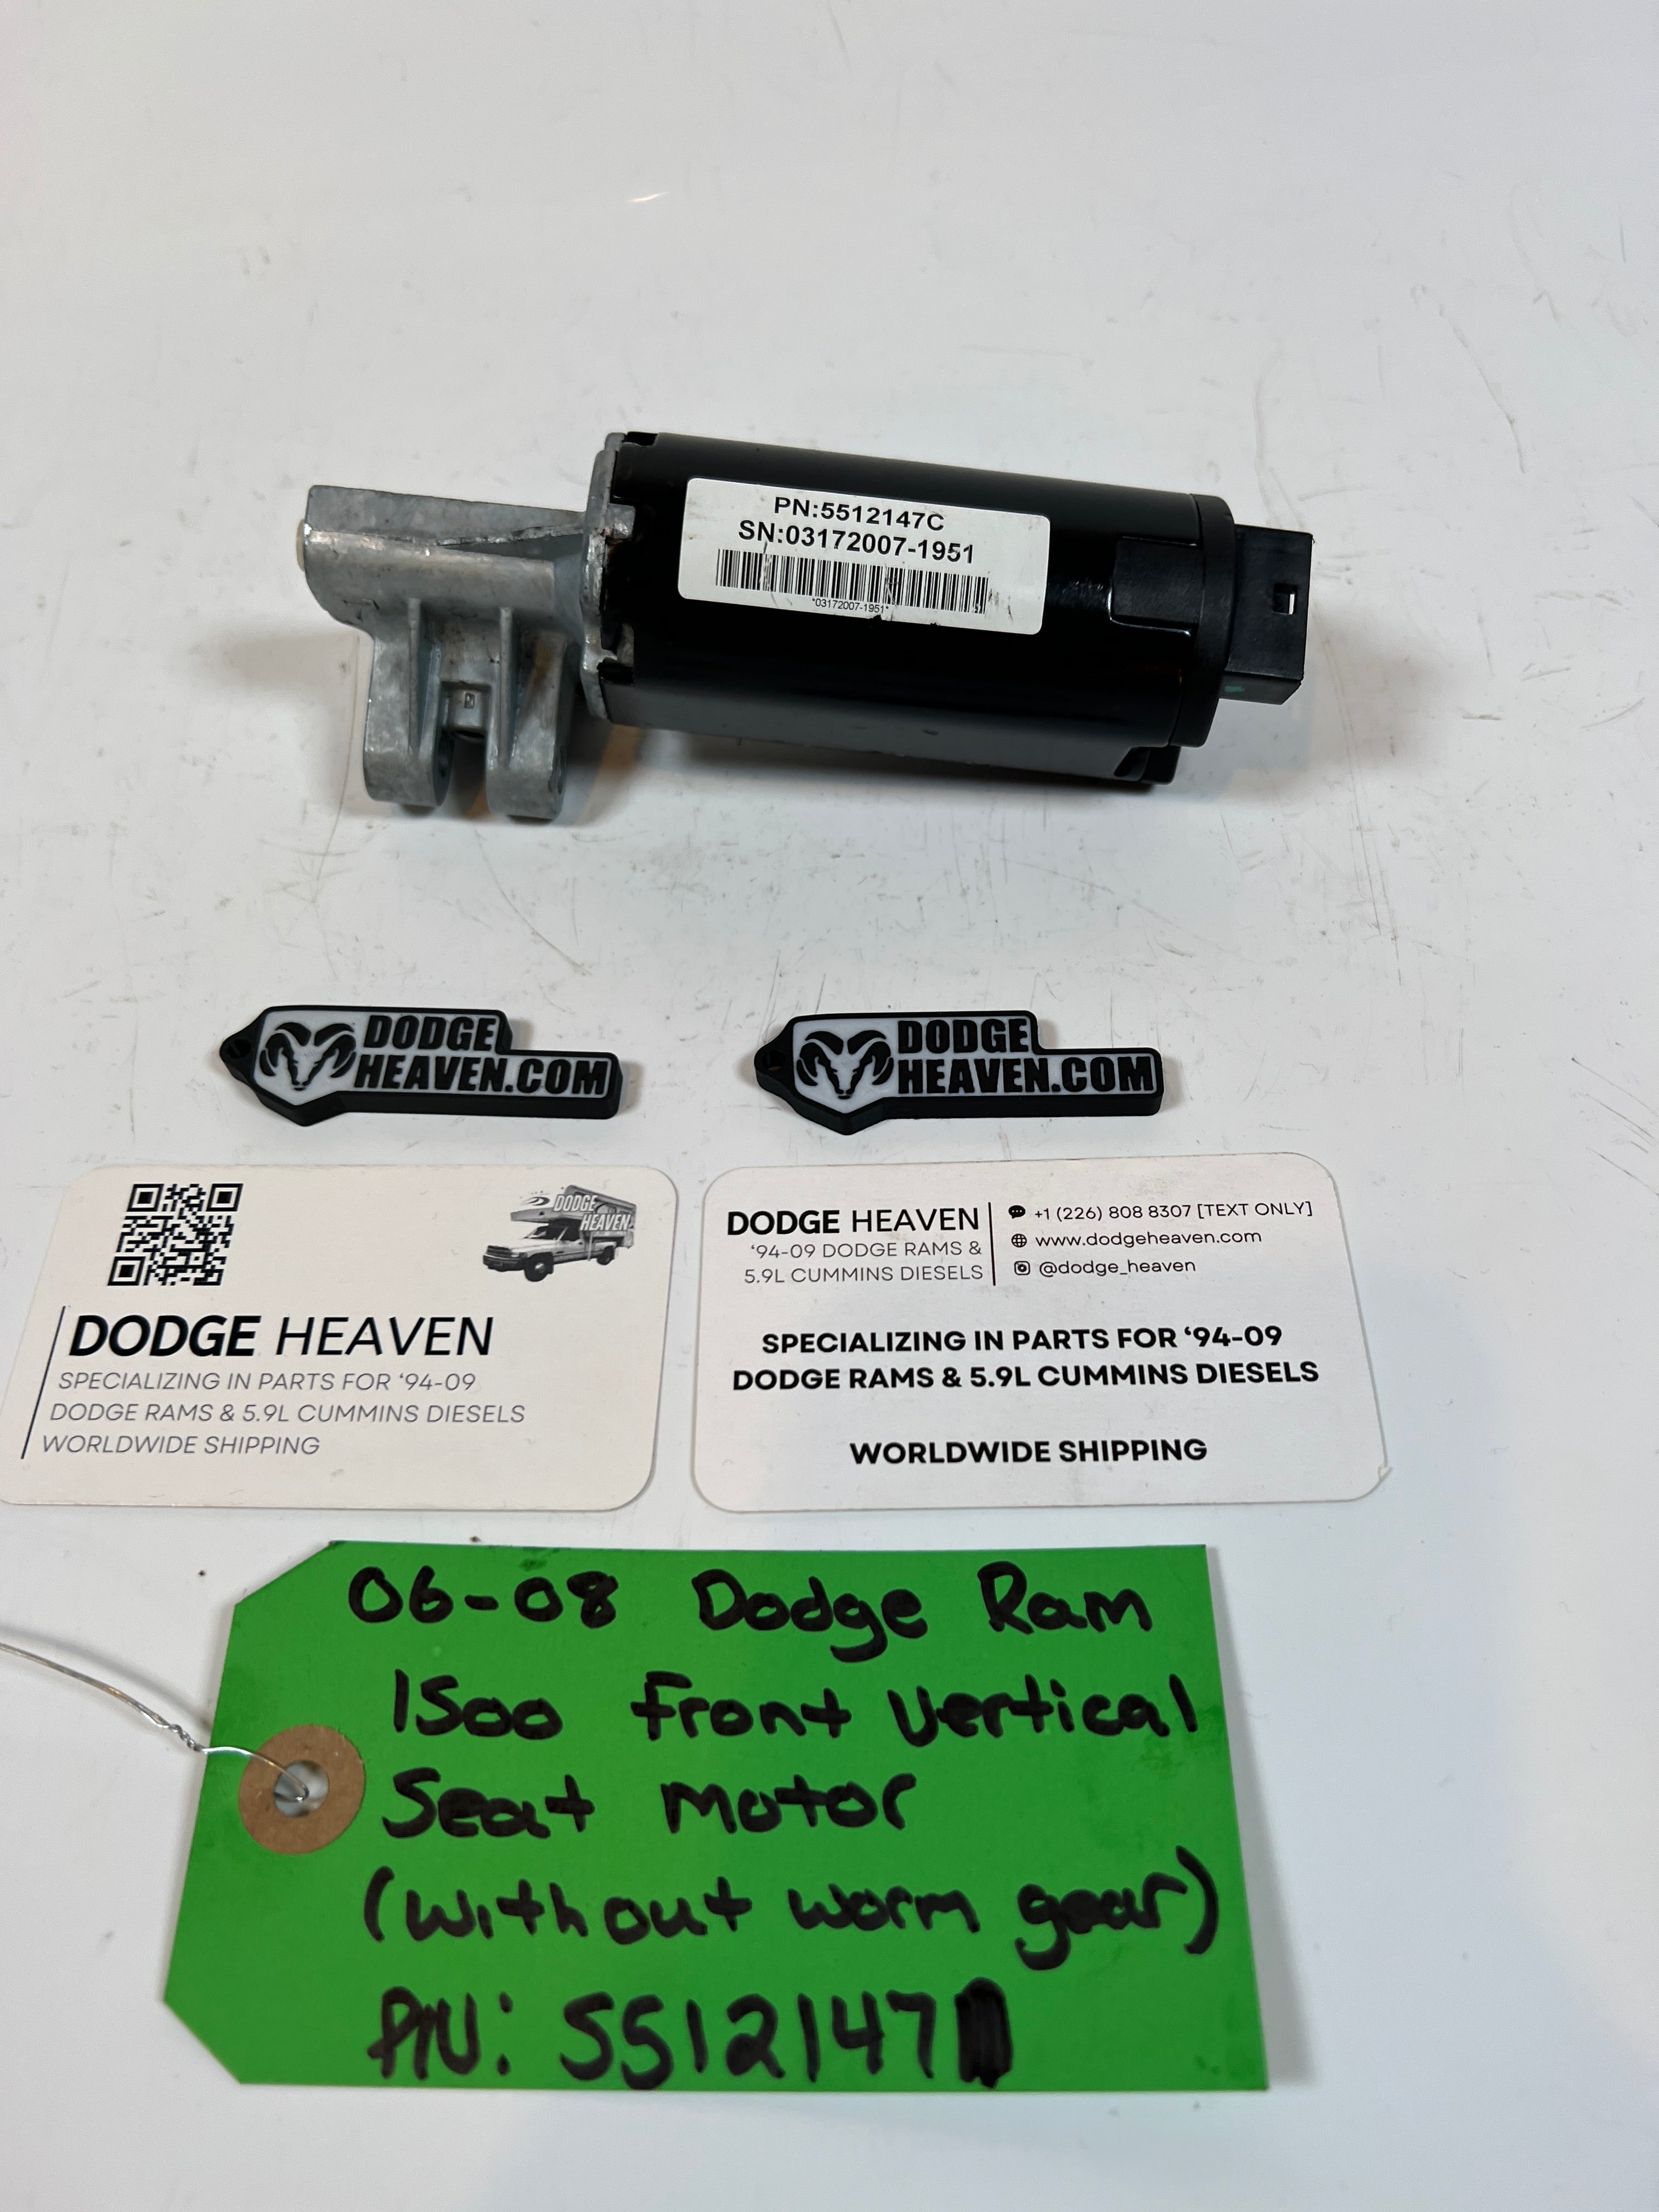 PN:5512147C
SN:03172007-1951
*03172007-1951*
DODGE
HEAVEN.COM
DODGE
HEAVEN.COM
DODGE
HEAVEN
DODGE HEAVEN
SPECIALIZING IN PARTS FOR ‘94-09
DODGE RAMS & 5.9L CUMMINS DIESELS
WORLDWIDE SHIPPING
DODGE HEAVEN
‘94-09 DODGE RAMS &
5.9L CUMMINS DIESELS
+1 (226) 808 8307 [TEXT ONLY]
www.dodgeheaven.com
@dodge_heaven
SPECIALIZING IN PARTS FOR ‘94-09
DODGE RAMS & 5.9L CUMMINS DIESELS
WORLDWIDE SHIPPING
06-08 Dodge Ram
1500 Front Vertical
Seat Motor
(without worm gear)
P/N: 5512147